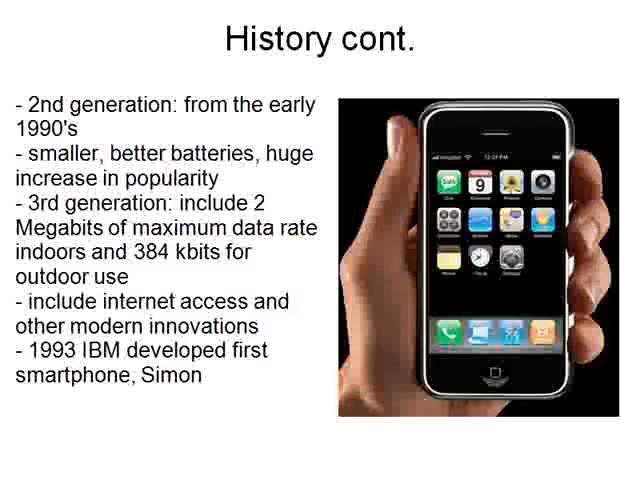 History cont.
- 2nd generation: from the early
1990's
- smaller, better batteries, huge
increase in popularity
- 3rd generation: include 2
Megabits of maximum data rate
indoors and 384 kbits for
outdoor use
- include internet access and
other modern innovations
- 1993 IBM developed first
smartphone, Simon
9